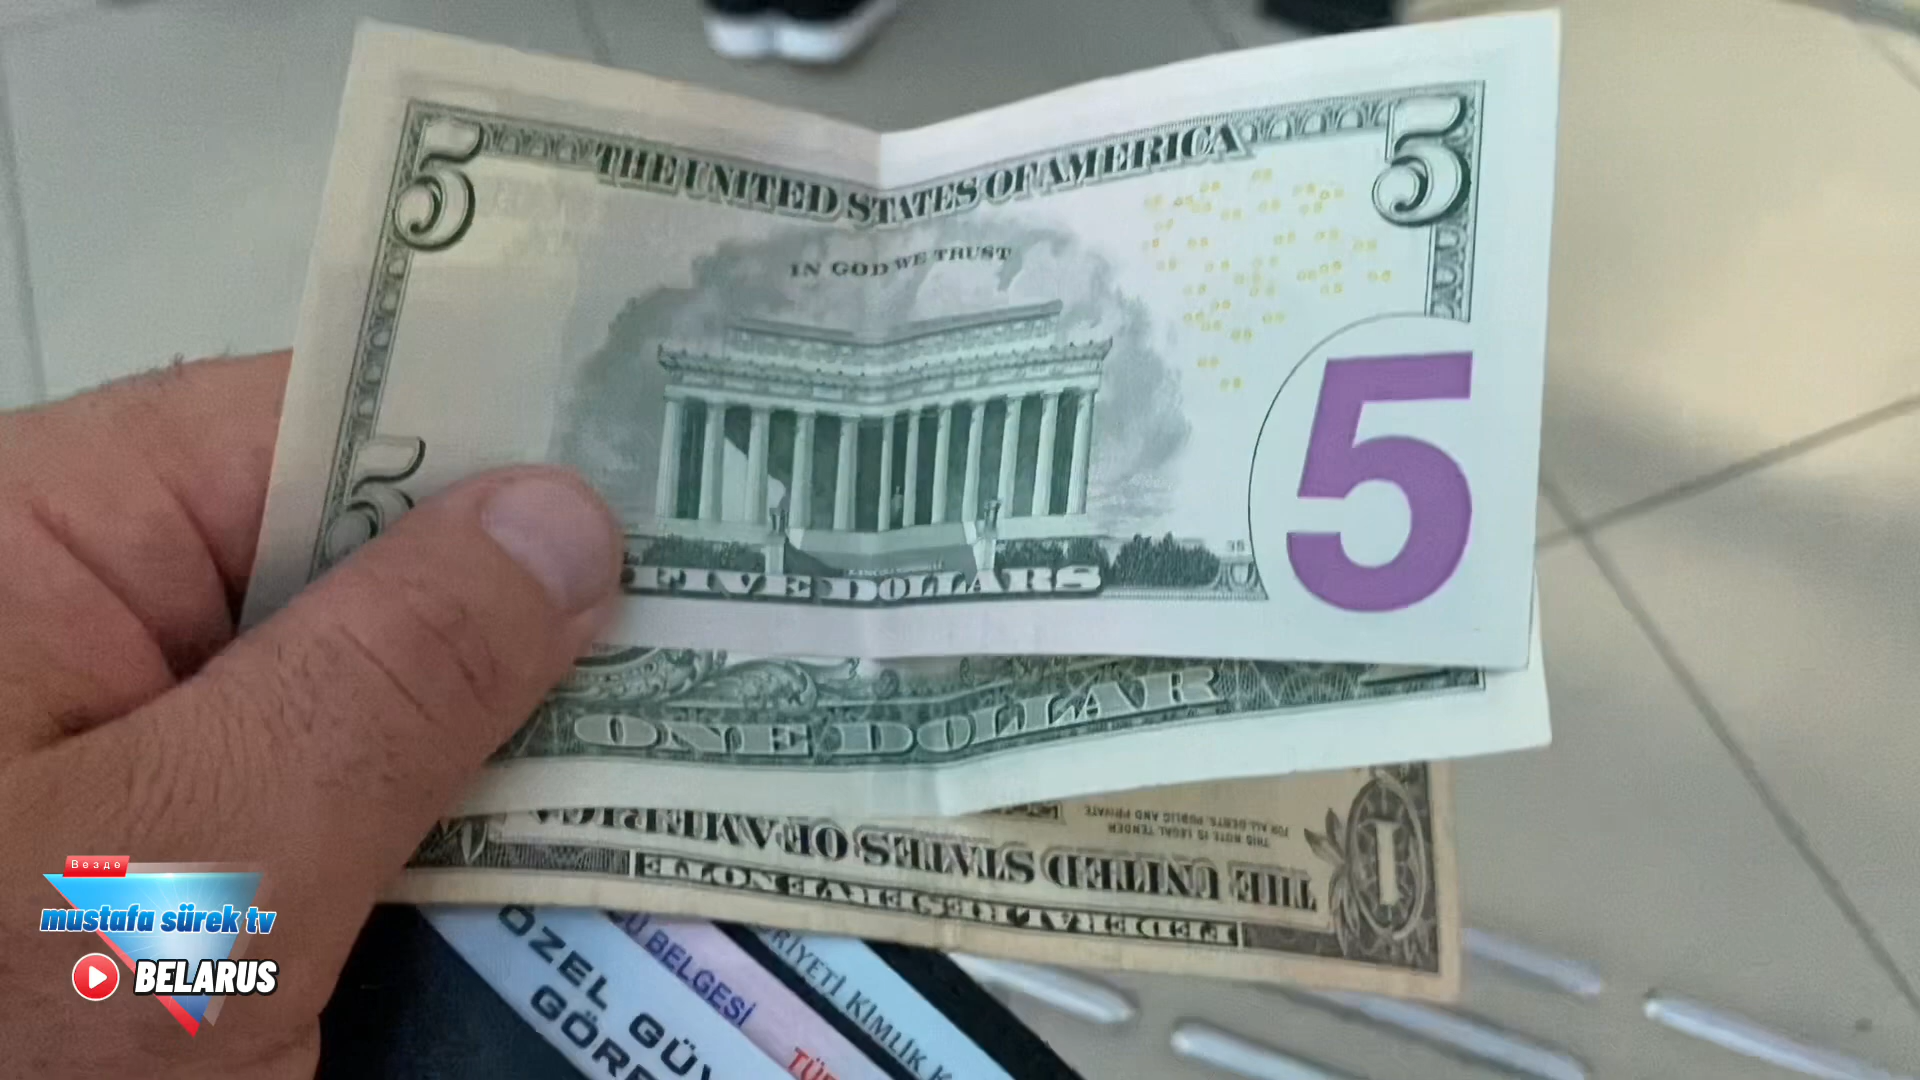 5
THE UNITED STATES OF AMERICA
5
IN GOD WE TRUST
5
5
FIVE DOLLARS
ONE DOLLAR
FOR ALL DEBTS, PUBLIC AND PRIVATE
THIS NOTE IS LEGAL TENDER
1
THE UNITED STATES OF AMERICA
FEDERAL RESERVE NOTE
Везде
mustafa sürek tv
BELARUS
ÖZEL
BELGESİ
KİMLİK